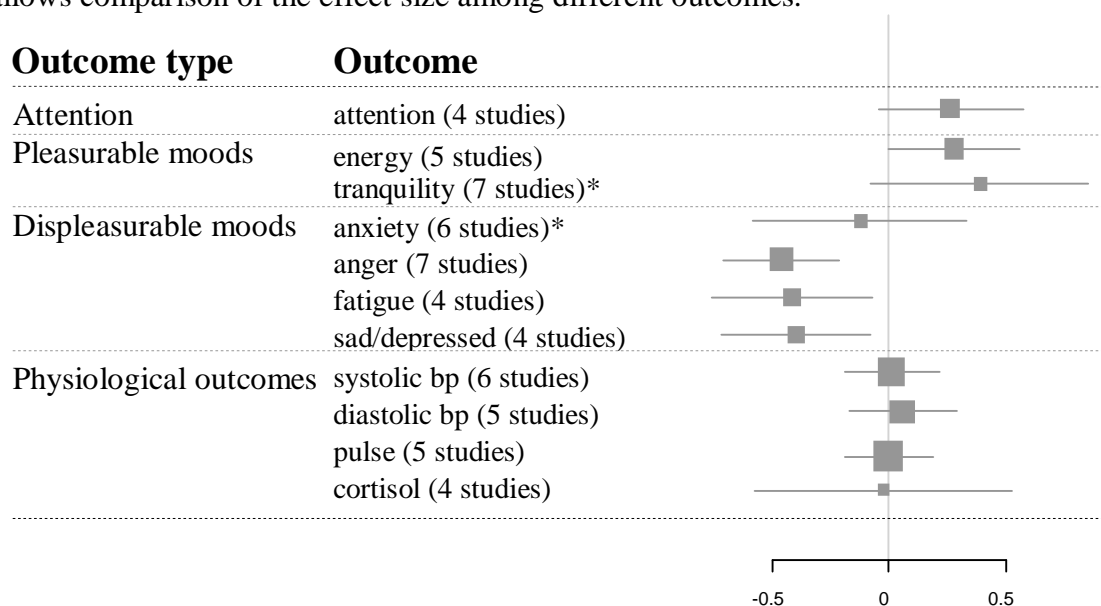 allows comparison of the effect size among different outcomes.
Outcome type Outcome
Attention attention (4 studies)
Pleasurable moods energy (5 studies)
tranquility (7 studies)*
Displeasurable moods anxiety (6 studies)*
anger (7 studies)
fatigue (4 studies)
sad/depressed (4 studies)
Physiological outcomes systolic bp (6 studies)
diastolic bp (5 studies)
pulse (5 studies)
cortisol (4 studies)
-0.5 0 0.5